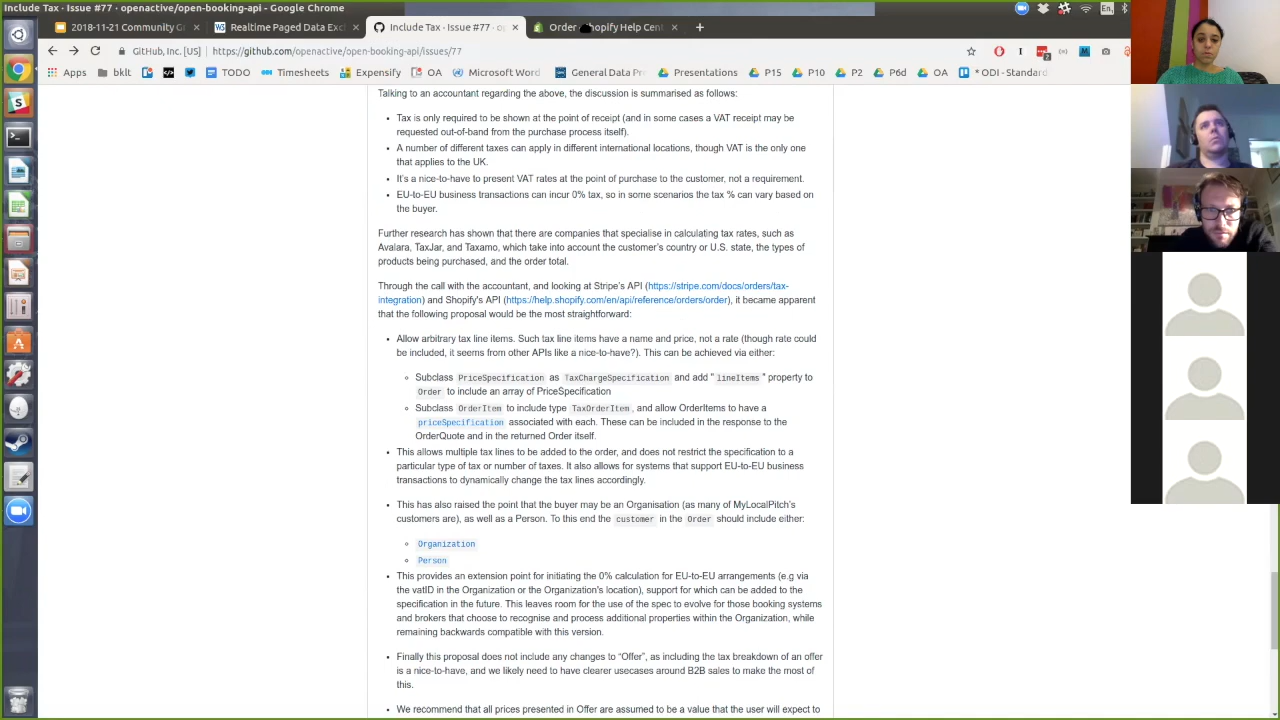 Include Tax · Issue #77 · openactive/open-booking-api - Google Chrome
En
2018-11-21 Community Gr
Realtime Paged Data Exc
Include Tax · Issue #77 · op
Order
Shopify Help Cent
GitHub, Inc. [US]
https://github.com/openactive/open-booking-api/issues/77
Apps
bklt
TODO
Timesheets
Expensify
OA
Microsoft Word
General Data Pr
Presentations
P15
P10
P2
P6d
OA
* ODI - Standard
Talking to an accountant regarding the above, the discussion is summarised as follows:
Tax is only required to be shown at the point of receipt (and in some cases a VAT receipt may be
requested out-of-band from the purchase process itself).
A number of different taxes can apply in different international locations, though VAT is the only one
that applies to the UK.
It's a nice-to-have to present VAT rates at the point of purchase to the customer, not a requirement.
EU-to-EU business transactions can incur 0% tax, so in some scenarios the tax % can vary based on
the buyer.
Further research has shown that there are companies that specialise in calculating tax rates, such as
Avalara, TaxJar, and Taxamo, which take into account the customer's country or U.S. state, the types of
products being purchased, and the order total.
Through the call with the accountant, and looking at Stripe's API (https://stripe.com/docs/orders/tax-
integration) and Shopify's API (https://help.shopify.com/en/api/reference/orders/order), it became apparent
that the following proposal would be the most straightforward:
Allow arbitrary tax line items. Such tax line items have a name and price, not a rate (though rate could
be included, it seems from other APIs like a nice-to-have?). This can be achieved via either:
Subclass PriceSpecification as TaxChargeSpecification and add "lineItems" property to
Order to include an array of PriceSpecification
Subclass OrderItem to include type TaxOrderItem, and allow OrderItems to have a
priceSpecification associated with each. These can be included in the response to the
OrderQuote and in the returned Order itself.
This allows multiple tax lines to be added to the order, and does not restrict the specification to a
particular type of tax or number of taxes. It also allows for systems that support EU-to-EU business
transactions to dynamically change the tax lines accordingly.
This has also raised the point that the buyer may be an Organisation (as many of MyLocalPitch's
customers are), as well as a Person. To this end the customer in the Order should include either:
Organization
Person
This provides an extension point for initiating the 0% calculation for EU-to-EU arrangements (e.g via
the vatID in the Organization or the Organization's location), support for which can be added to the
specification in the future. This leaves room for the use of the spec to evolve for those booking systems
and brokers that choose to recognise and process additional properties within the Organization, while
remaining backwards compatible with this version.
Finally this proposal does not include any changes to "Offer", as including the tax breakdown of an offer
is a nice-to-have, and we likely need to have clearer usecases around B2B sales to make the most of
this.
We recommend that all prices presented in Offer are assumed to be a value that the user will expect to